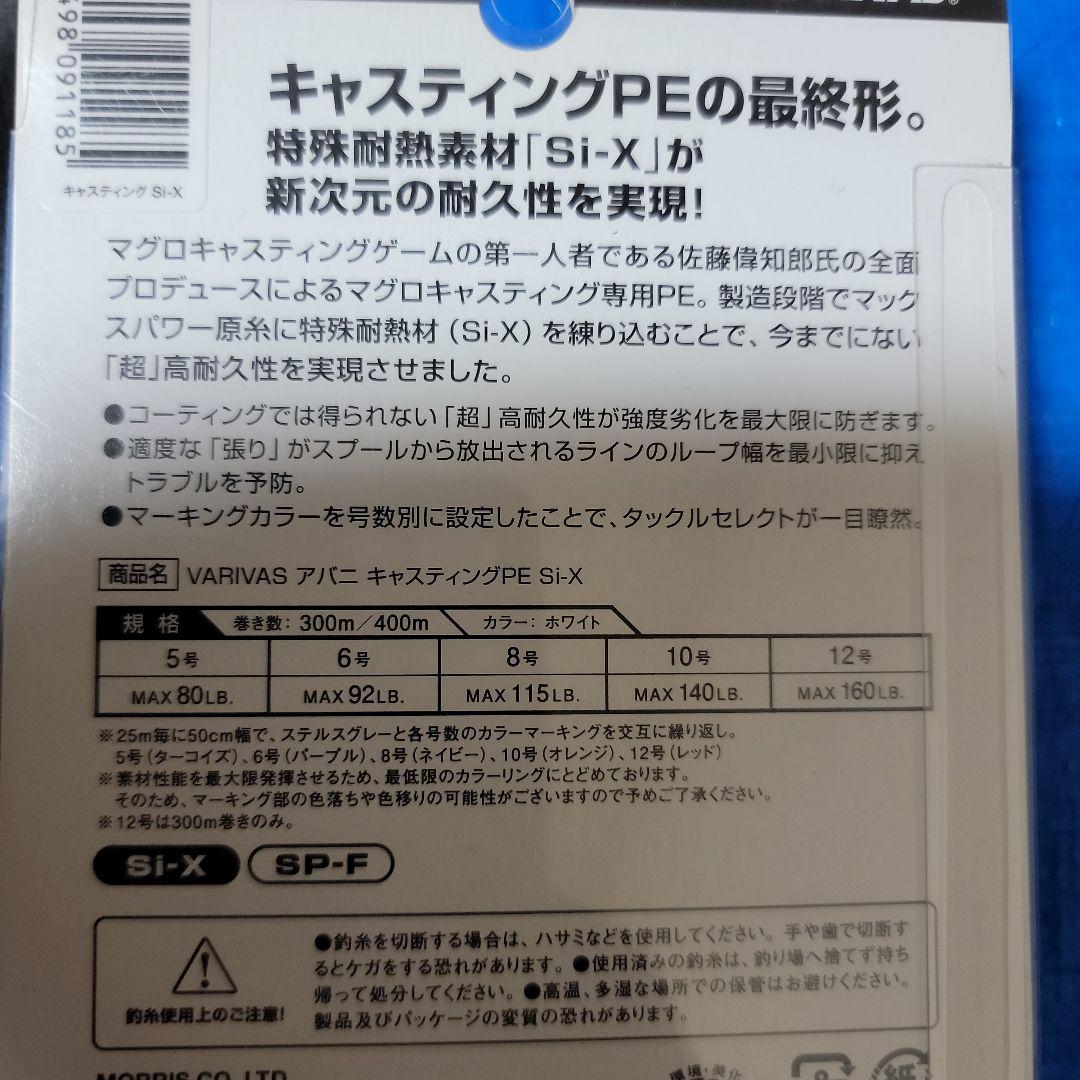 498 091185
キャスティング Si-X
キャスティングPEの最終形。
特殊耐熱素材「Si-X」が
新次元の耐久性を実現!
マグロキャスティングゲームの第一人者である佐藤偉知郎氏の全面
プロデュースによるマグロキャスティング専用PE。製造段階でマック
スパワー原糸に特殊耐熱材(Si-X)を練り込むことで、今までにない
「超」高耐久性を実現させました。
●コーティングでは得られない「超」高耐久性が強度劣化を最大限に防ぎます。
●適度な「張り」がスプールから放出されるラインのループ幅を最小限に抑え
トラブルを予防。
●マーキングカラーを号数別に設定したことで、タックルセレクトが一目瞭然。
商品名 VARIVAS アバニ キャスティングPE Si-X
規格 巻き数: 300m/400m カラー: ホワイト
5号 6号 8号 10号 12号
MAX 80LB. MAX 92LB. MAX 115LB. MAX 140LB. MAX 160LB.
※25m毎に50cm幅で、ステルスグレーと各号数のカラーマーキングを交互に繰り返し。
5号(ターコイズ)、6号(パープル)、8号(ネイビー)、10号(オレンジ)、12号(レッド)
※素材性能を最大限発揮させるため、最低限のカラーリングにとどめております。
そのため、マーキング部の色落ちや色移りの可能性がございますので予めご了承ください。
※12号は300m巻きのみ。
Si-X SP-F
●釣糸を切断する場合は、ハサミなどを使用してください。手や歯で切断す
るとケガをする恐れがあります。●使用済みの釣糸は、釣り場へ捨てず持ち
帰って処分してください。●高温、多湿な場所での保管はお避けください。
製品及びパッケージの変質の恐れがあります。
釣糸使用上のご注意!
MORRIS CO., LTD.
環境・美化
紙